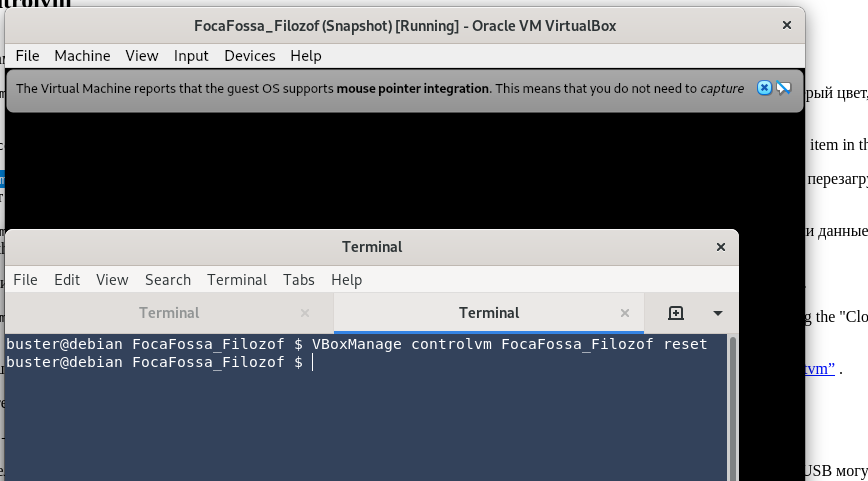 ntrolvm
FocaFossa_Filozof (Snapshot) [Running] - Oracle VM VirtualBox
File Machine View Input Devices Help
The Virtual Machine reports that the guest OS supports mouse pointer integration. This means that you do not need to capture
рый цвет,
item in th
перезагру
и данные
g the "Clo
vm” .
USB могу
Terminal
File Edit View Search Terminal Tabs Help
Terminal
Terminal
buster@debian FocaFossa_Filozof $ VBoxManage controlvm FocaFossa_Filozof reset
buster@debian FocaFossa_Filozof $